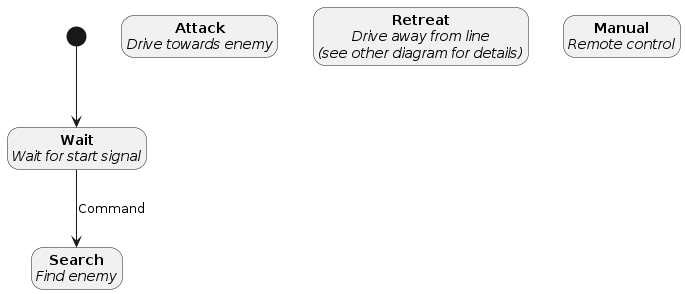 Attack
Drive towards enemy
Retreat
Drive away from line
(see other diagram for details)
Manual
Remote control
Wait
Wait for start signal
Command
Search
Find enemy